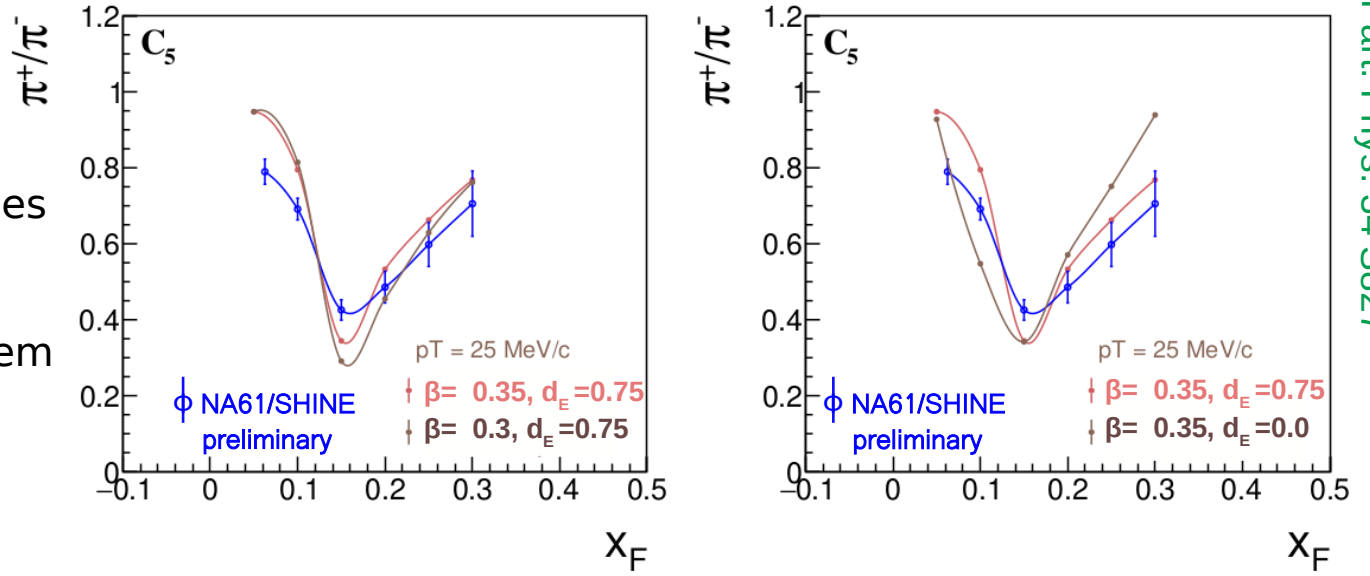 es
em
1.2
1
0.8
0.6
0.4
0.2
0
π⁺/π⁻
C₅
pT = 25 MeV/c
β= 0.35, d_E =0.75
β= 0.3, d_E =0.75
NA61/SHINE
preliminary
−0.1 0 0.1 0.2 0.3 0.4 0.5
x_F
1.2
1
0.8
0.6
0.4
0.2
0
π⁺/π⁻
C₅
pT = 25 MeV/c
β= 0.35, d_E =0.75
β= 0.35, d_E =0.0
NA61/SHINE
preliminary
−0.1 0 0.1 0.2 0.3 0.4 0.5
x_F